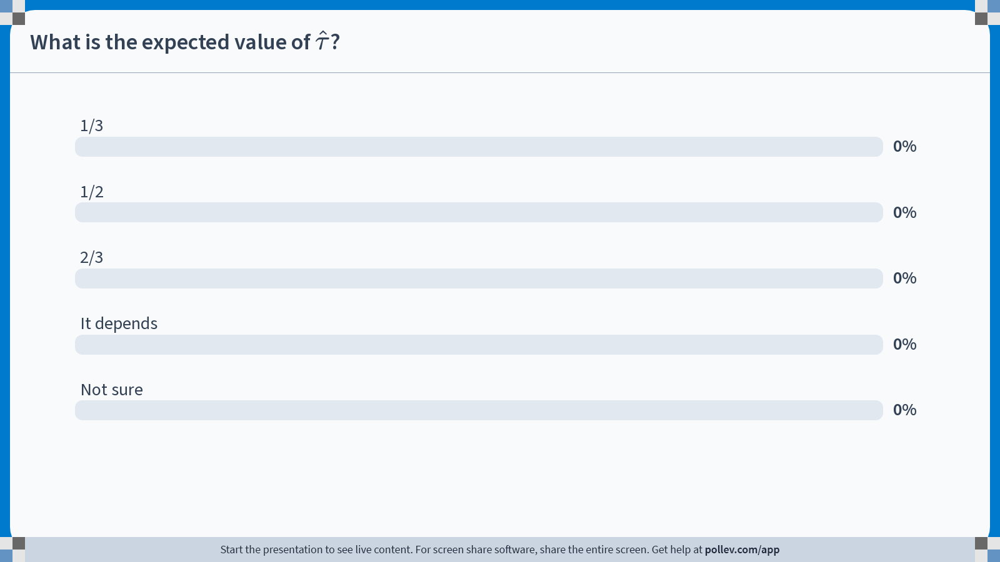 What is the expected value of τ̂?
1/3
0%
1/2
0%
2/3
0%
It depends
0%
Not sure
0%
Start the presentation to see live content. For screen share software, share the entire screen. Get help at pollev.com/app